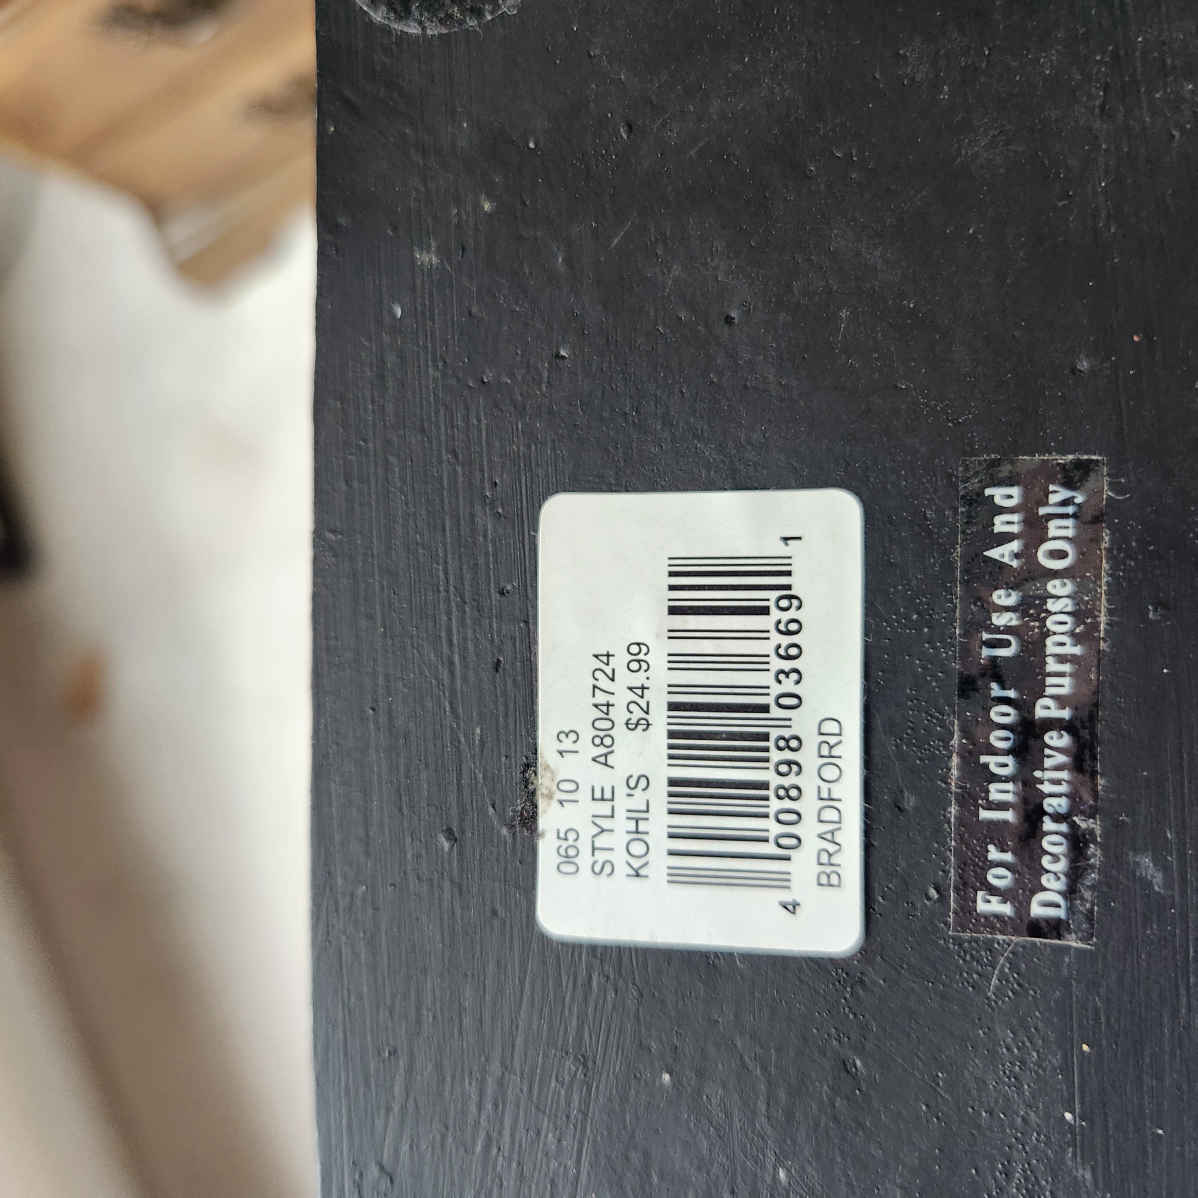 065 10 13
STYLE A804724
KOHL'S $24.99
4 00898 03669 1
BRADFORD
For Indoor Use And
Decorative Purpose Only